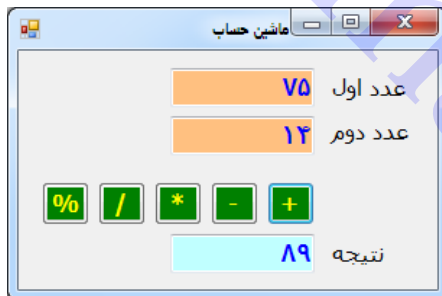 ماشین حساب
عدد اول ۷۵
عدد دوم ۱۴
+ - * / %
نتیجه ۸۹